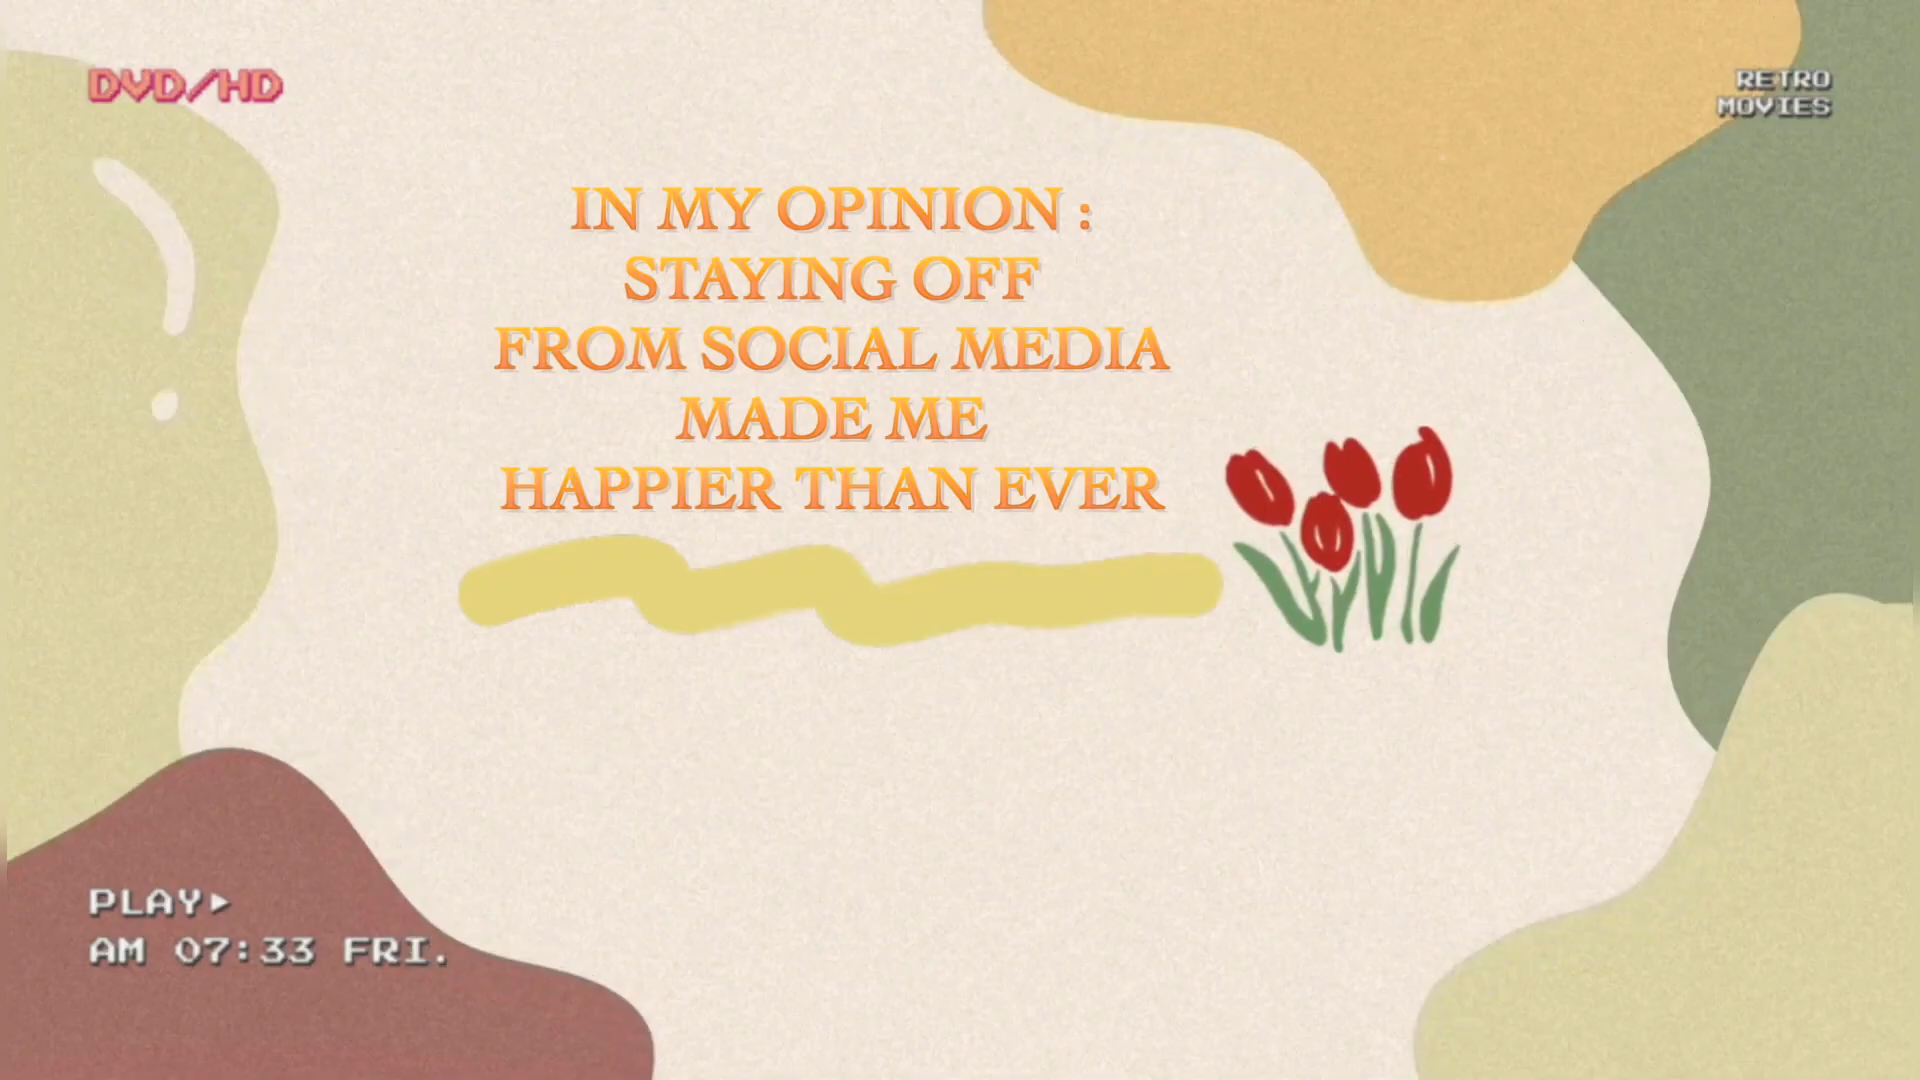 DVD/HD
RETRO
MOVIES
IN MY OPINION :
STAYING OFF
FROM SOCIAL MEDIA
MADE ME
HAPPIER THAN EVER
PLAY▶
AM 07:33 FRI.